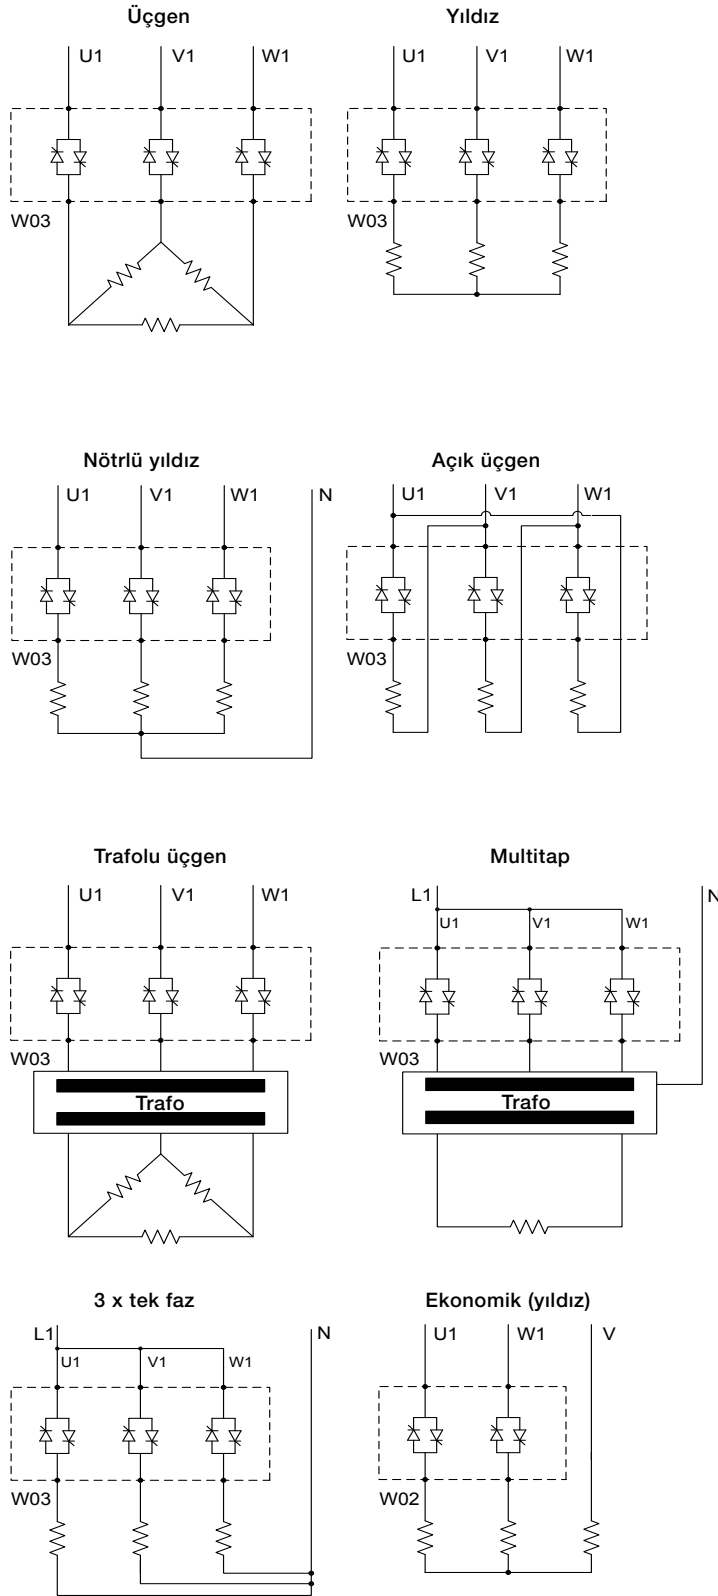 Üçgen
U1 V1 W1
W03
Yıldız
U1 V1 W1
W03
Nötrlü yıldız
U1 V1 W1 N
W03
Açık üçgen
U1 V1 W1
W03
Trafolu üçgen
U1 V1 W1
W03
Trafo
Multitap
L1 N
U1 V1 W1
W03
Trafo
3 x tek faz
L1 N
U1 V1 W1
W03
Ekonomik (yıldız)
U1 W1 V
W02